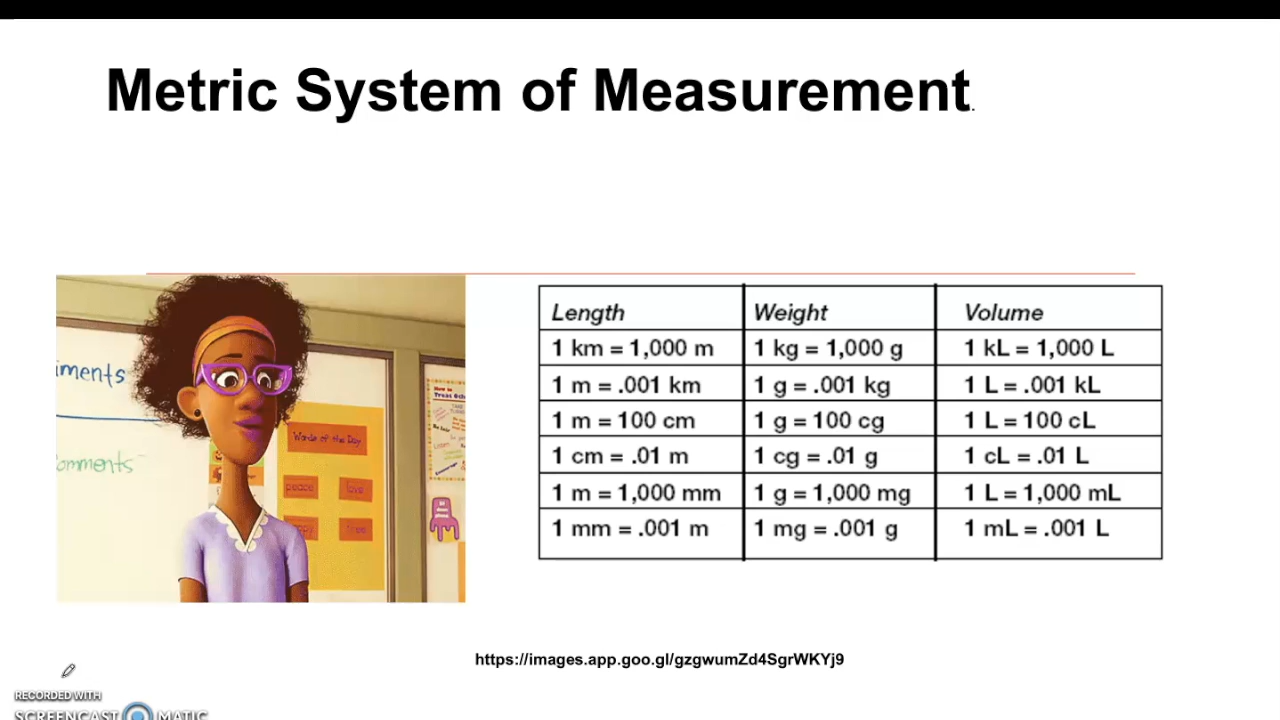 Metric System of Measurement.
iments
omments
Words of the Day
peace love
Length Weight Volume
1 km = 1,000 m 1 kg = 1,000 g 1 kL = 1,000 L
1 m = .001 km 1 g = .001 kg 1 L = .001 kL
1 m = 100 cm 1 g = 100 cg 1 L = 100 cL
1 cm = .01 m 1 cg = .01 g 1 cL = .01 L
1 m = 1,000 mm 1 g = 1,000 mg 1 L = 1,000 mL
1 mm = .001 m 1 mg = .001 g 1 mL = .001 L
https://images.app.goo.gl/gzgwumZd4SgrWKYj9
RECORDED WITH
SCREENCAST MATIC